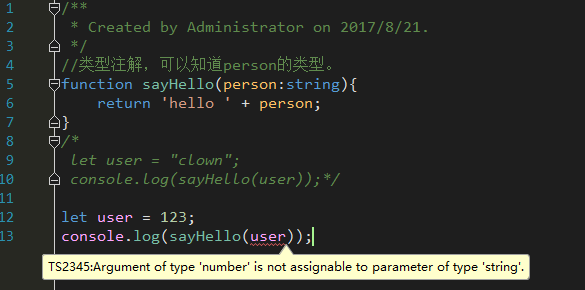 1 /**
2 * Created by Administrator on 2017/8/21.
3 */
4 //类型注解，可以知道person的类型。
5 function sayHello(person:string){
6 return 'hello ' + person;
7 }
8 /*
9 let user = "clown";
10 console.log(sayHello(user));*/
11
12 let user = 123;
13 console.log(sayHello(user));
TS2345:Argument of type 'number' is not assignable to parameter of type 'string'.